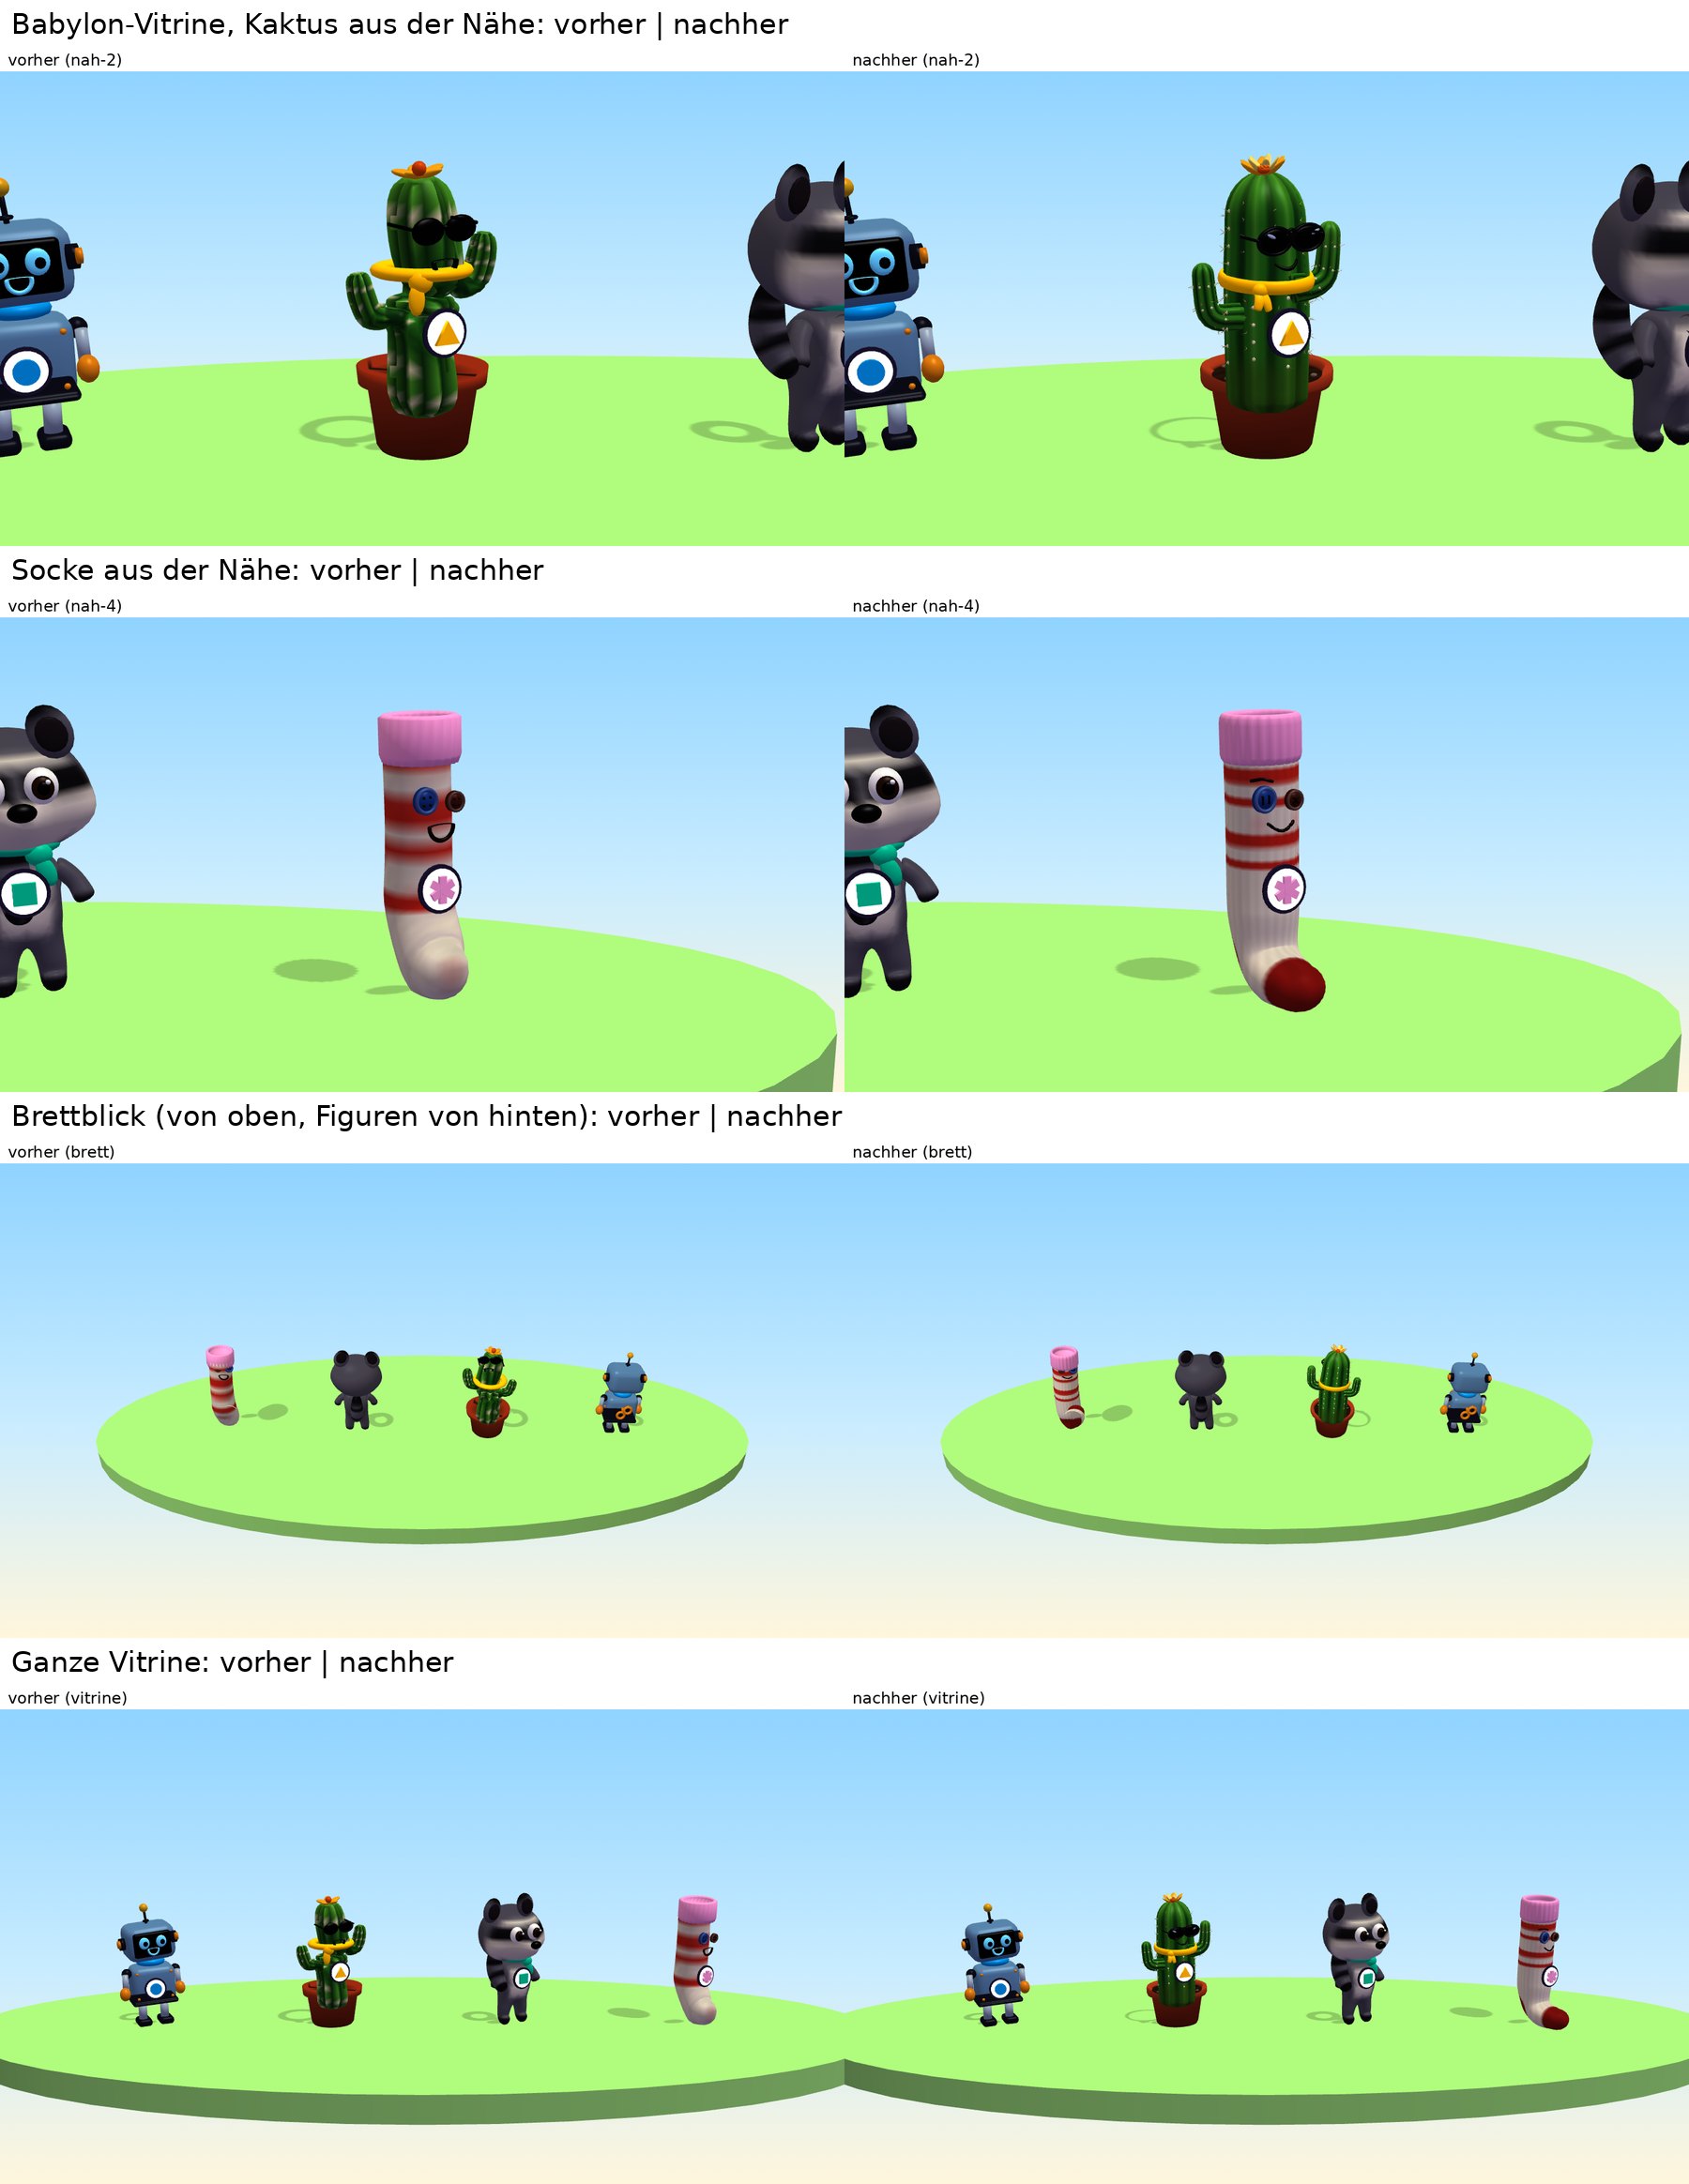 Babylon-Vitrine, Kaktus aus der Nähe: vorher | nachher
vorher (nah-2)
nachher (nah-2)
Socke aus der Nähe: vorher | nachher
vorher (nah-4)
nachher (nah-4)
Brettblick (von oben, Figuren von hinten): vorher | nachher
vorher (brett)
nachher (brett)
Ganze Vitrine: vorher | nachher
vorher (vitrine)
nachher (vitrine)